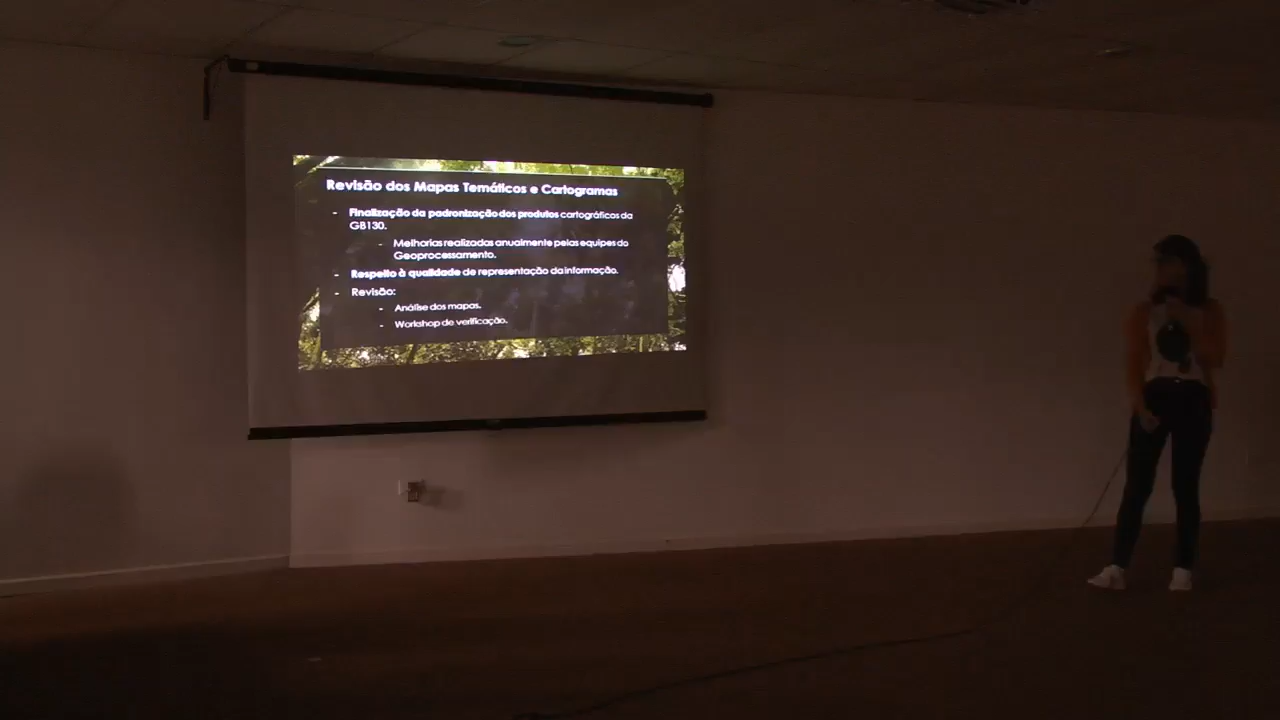 Revisão dos Mapas Temáticos e Cartogramas
- Finalização da padronização dos produtos cartográficos da
GB130.
- Melhorias realizadas anualmente pelas equipes do
Geoprocessamento.
- Respeito à qualidade de representação da informação.
- Revisão:
- Análise dos mapas.
- Workshop de verificação.